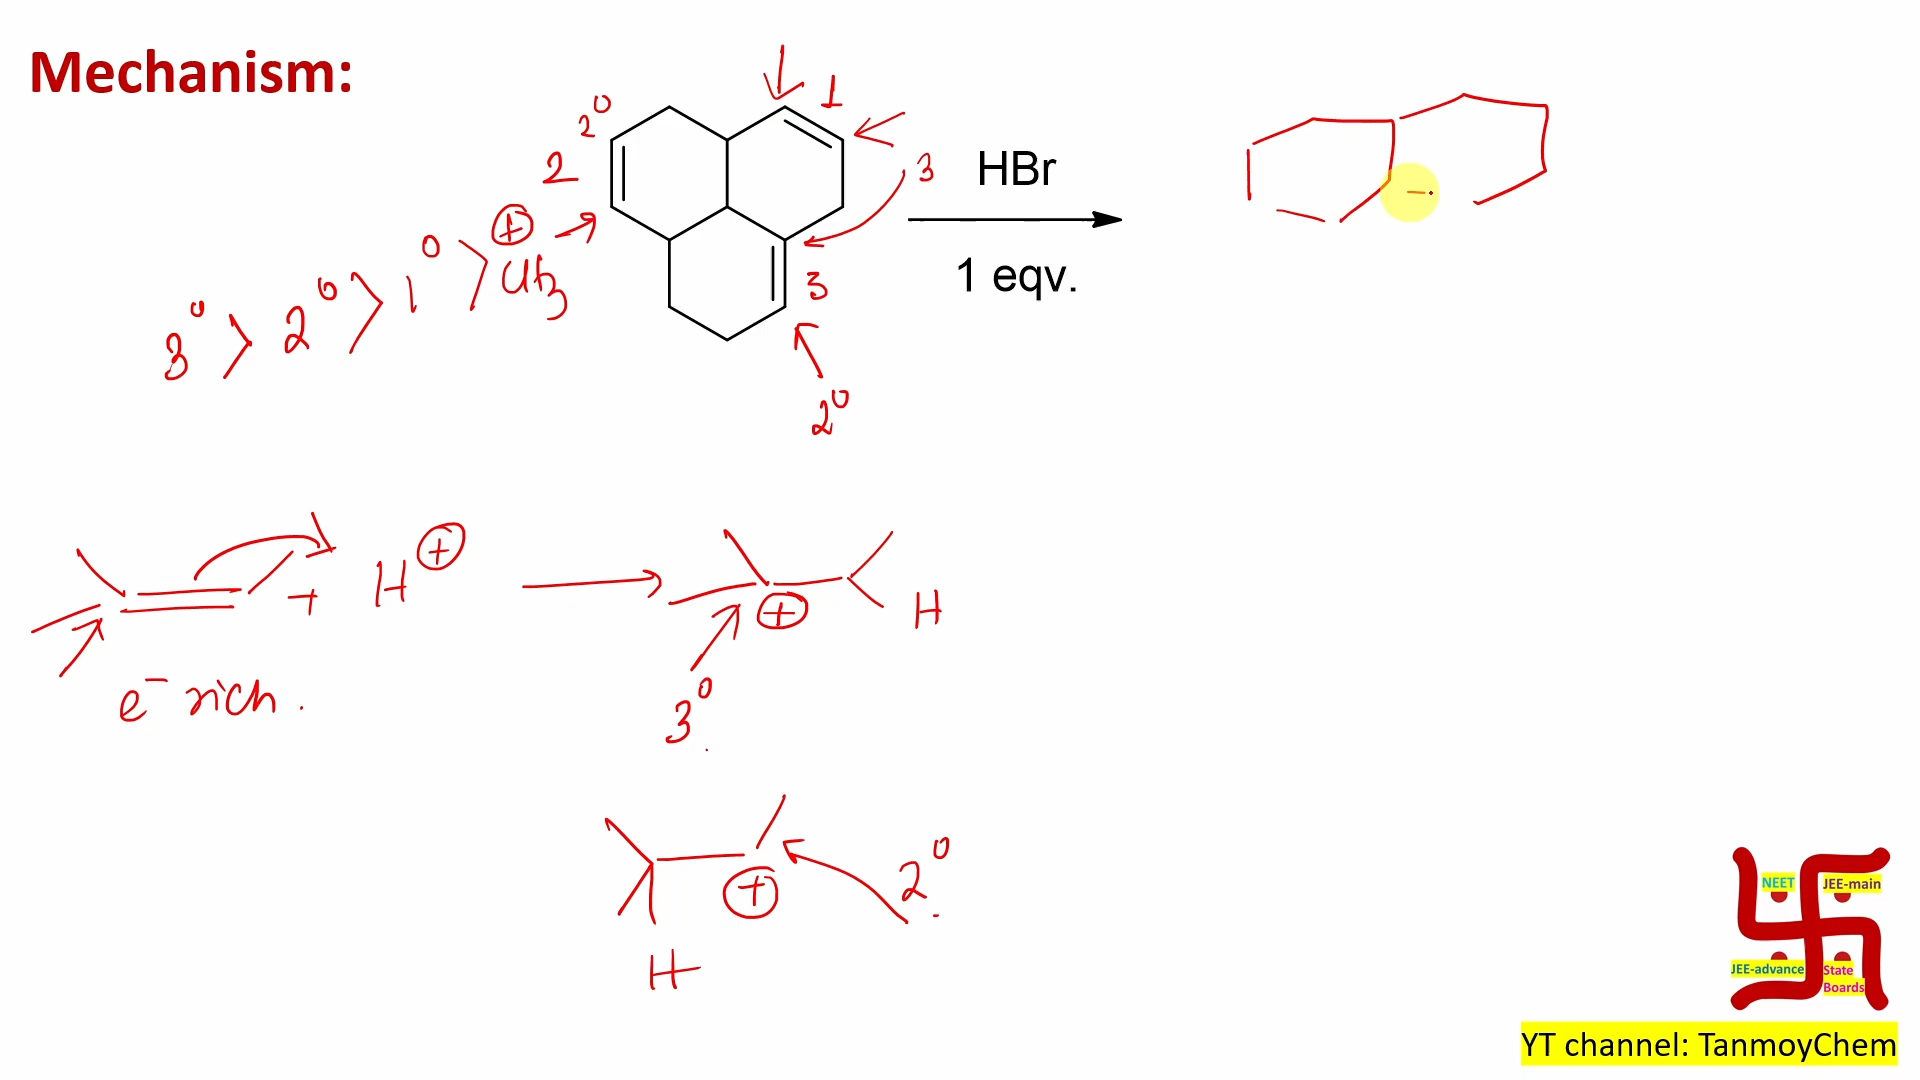 Mechanism:
1
2°
2
3
HBr
⊕
3° > 2° > 1° > CH3
3
1 eqv.
2°
+ H⊕
⊕ H
e⁻ rich.
3°
⊕
2°
H
NEET
JEE-main
JEE-advance
State
Boards
YT channel: TanmoyChem